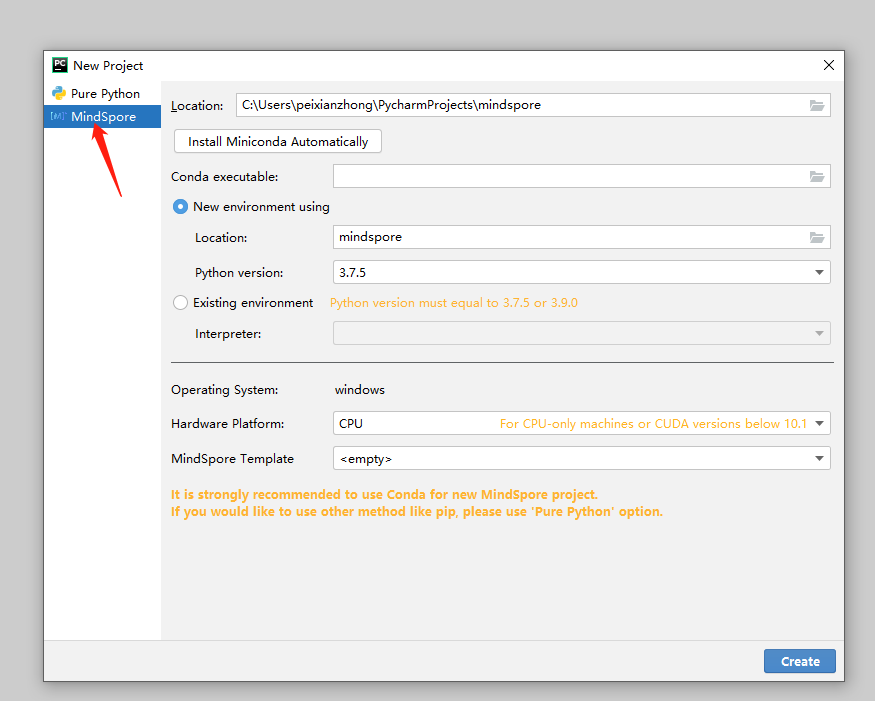 PC New Project
Pure Python
[M]ˢ MindSpore
Location: C:\Users\peixianzhong\PycharmProjects\mindspore
Install Miniconda Automatically
Conda executable:
New environment using
Location: mindspore
Python version: 3.7.5
Existing environment Python version must equal to 3.7.5 or 3.9.0
Interpreter:
Operating System: windows
Hardware Platform: CPU For CPU-only machines or CUDA versions below 10.1
MindSpore Template <empty>
It is strongly recommended to use Conda for new MindSpore project.
If you would like to use other method like pip, please use 'Pure Python' option.
Create